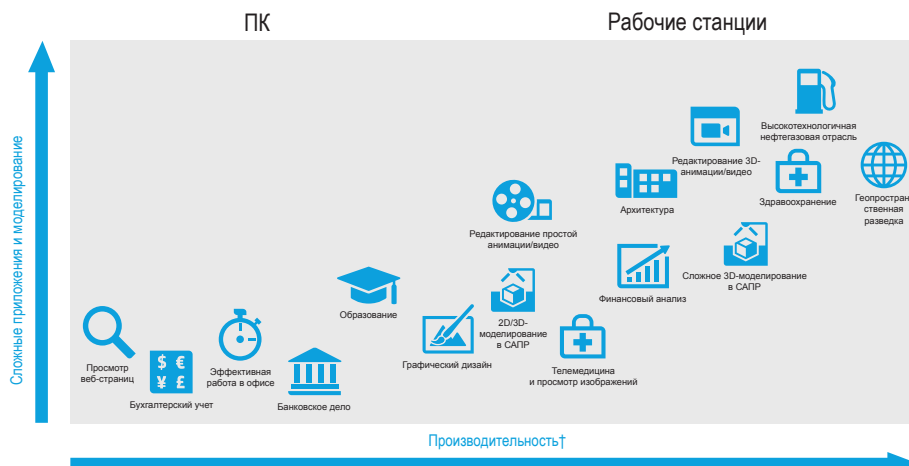 ПК
Рабочие станции
Сложные приложения и моделирование
Высокотехнологичная
нефтегазовая отрасль
Редактирование 3D-
анимации/видео
Здравоохранение
Геопростран
ственная
разведка
Архитектура
Редактирование простой
анимации/видео
Сложное 3D-моделирование
в САПР
Финансовый анализ
Образование
2D/3D-
моделирование
в САПР
Графический дизайн
Телемедицина
и просмотр изображений
Просмотр
веб-страниц
$ €
¥ £
Бухгалтерский учет
Эффективная
работа в офисе
Банковское дело
Производительность†